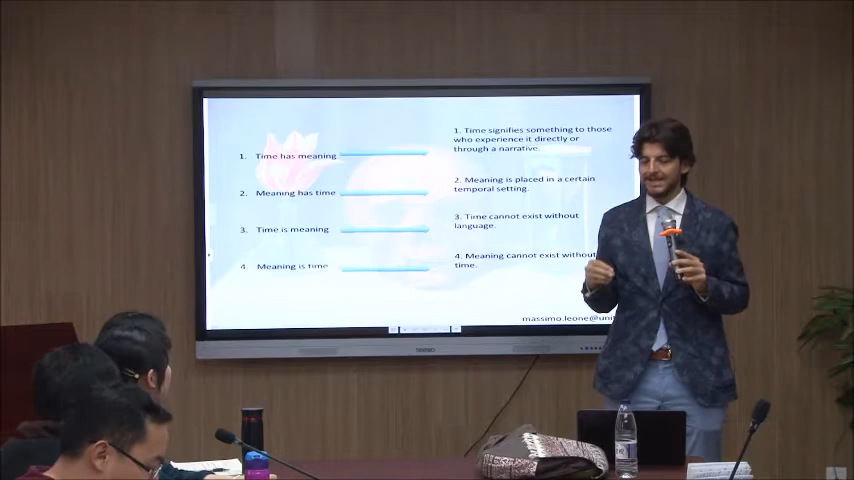 1. Time has meaning
2. Meaning has time
3. Time is meaning
4. Meaning is time
1. Time signifies something to those
who experience it directly or
through a narrative.
2. Meaning is placed in a certain
temporal setting.
3. Time cannot exist without
language.
4. Meaning cannot exist without
time.
massimo.leone@unit